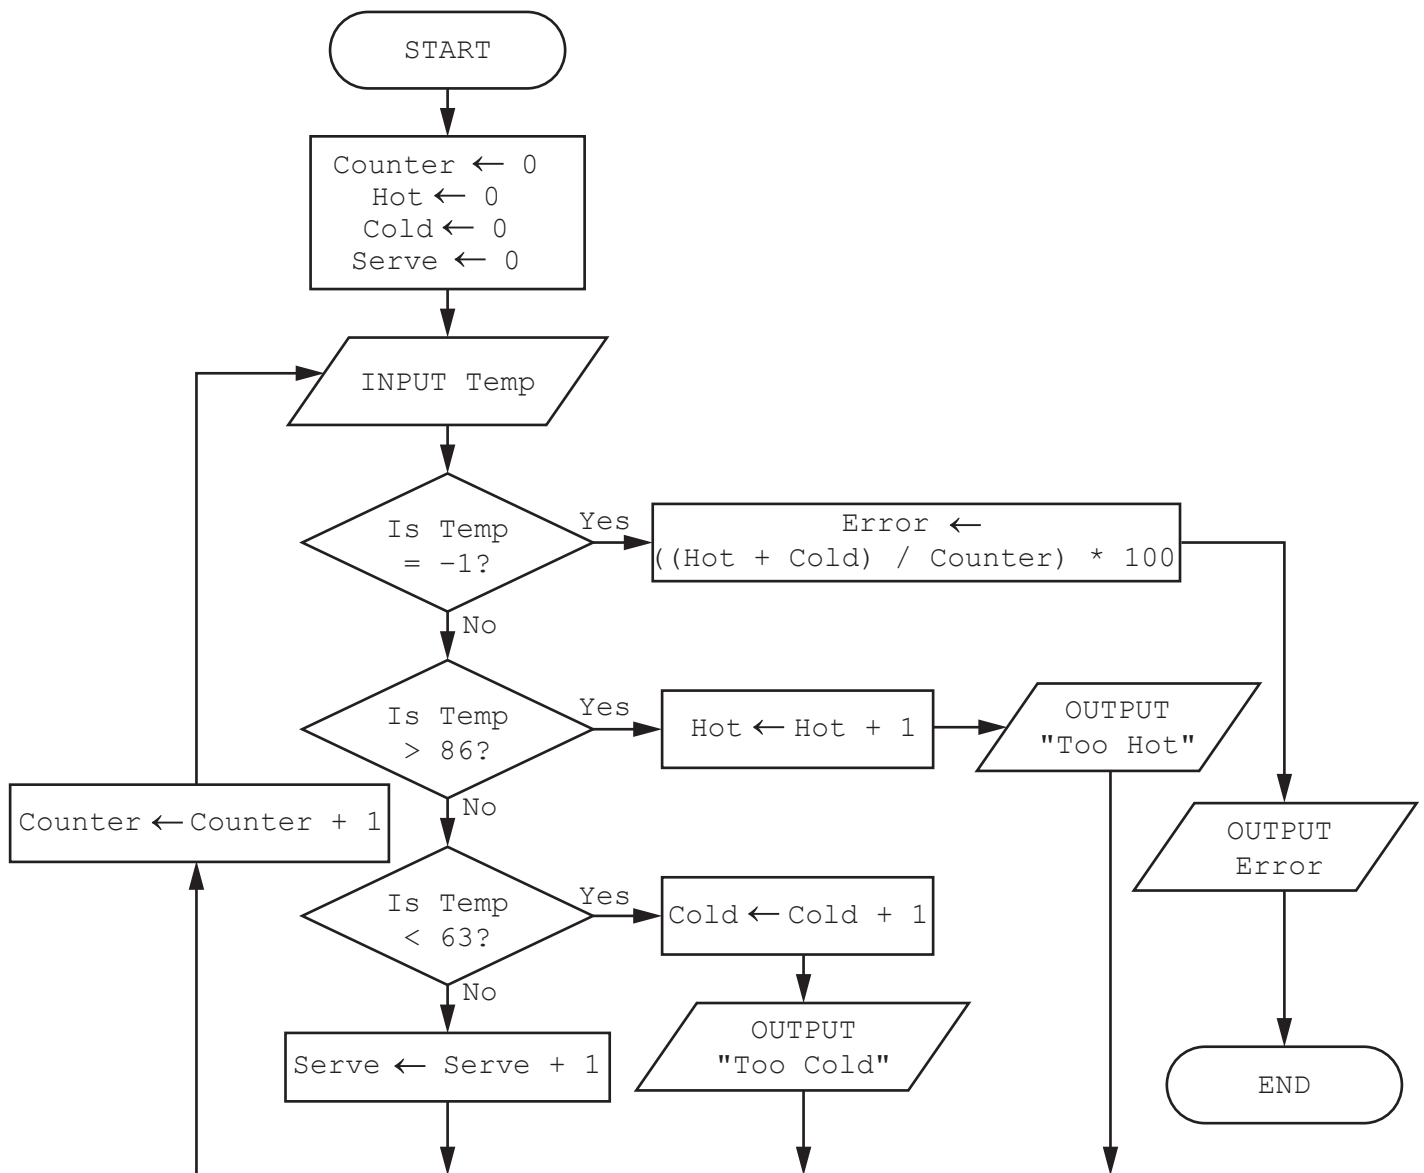 START
Counter ← 0
Hot ← 0
Cold ← 0
Serve ← 0
INPUT Temp
Is Temp
= −1?
Yes
Error ←
((Hot + Cold) / Counter) * 100
No
Is Temp
> 86?
Yes
Hot ← Hot + 1
OUTPUT
"Too Hot"
No
Counter ← Counter + 1
OUTPUT
Error
Is Temp
< 63?
Yes
Cold ← Cold + 1
No
OUTPUT
"Too Cold"
Serve ← Serve + 1
END